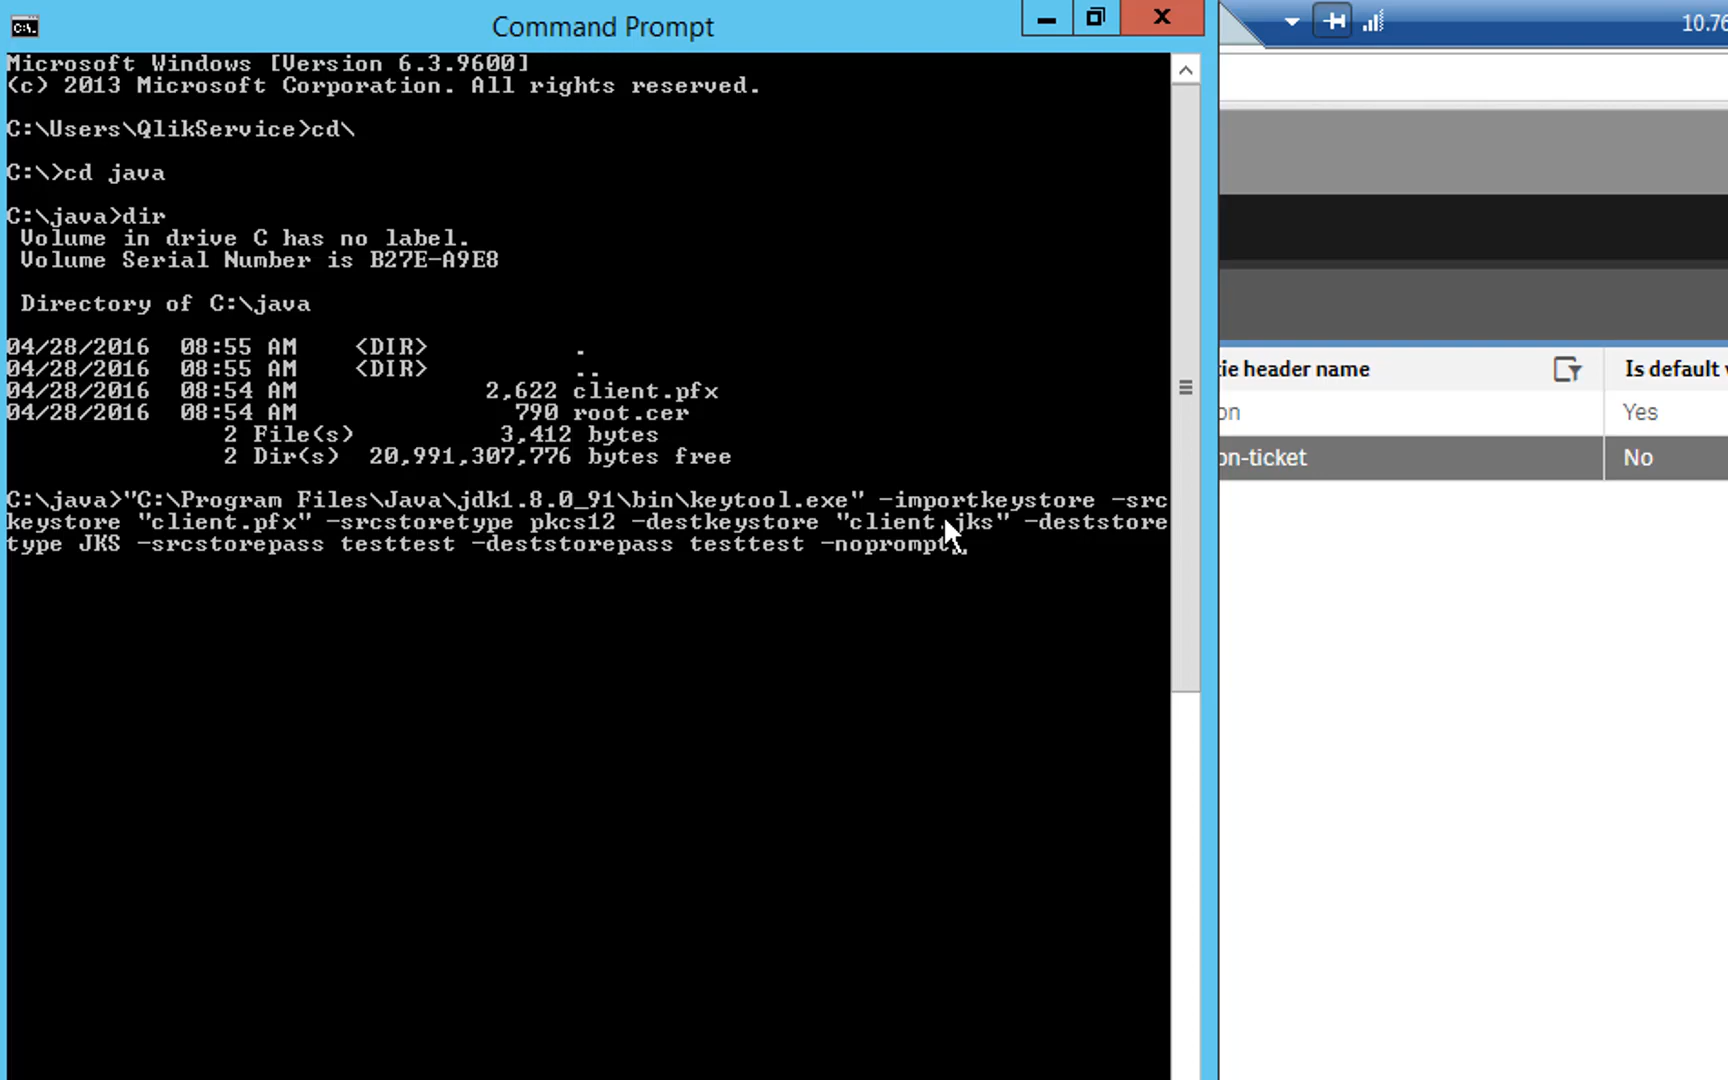 Command Prompt
10.76
Microsoft Windows [Version 6.3.9600]
(c) 2013 Microsoft Corporation. All rights reserved.
C:\Users\QlikService>cd\
C:\>cd java
C:\java>dir
Volume in drive C has no label.
Volume Serial Number is B27E-A9E8
Directory of C:\java
04/28/2016 08:55 AM <DIR> .
04/28/2016 08:55 AM <DIR> ..
04/28/2016 08:54 AM 2,622 client.pfx
04/28/2016 08:54 AM 790 root.cer
2 File(s) 3,412 bytes
2 Dir(s) 20,991,307,776 bytes free
C:\java>"C:\Program Files\Java\jdk1.8.0_91\bin\keytool.exe" -importkeystore -src
keystore "client.pfx" -srcstoretype pkcs12 -destkeystore "client.jks" -deststore
type JKS -srcstorepass testtest -deststorepass testtest -noprompt
ie header name Is default
on Yes
on-ticket No